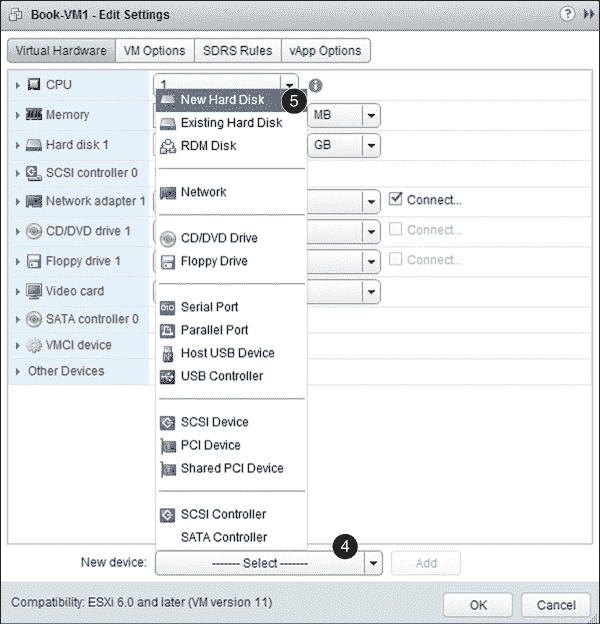 Book-VM1 - Edit Settings
?
Virtual Hardware VM Options SDRS Rules vApp Options
CPU 1
New Hard Disk 5
Memory MB
Existing Hard Disk
Hard disk 1 GB
RDM Disk
SCSI controller 0
Network adapter 1 Connect...
Network
CD/DVD drive 1 Connect...
CD/DVD Drive
Floppy drive 1 Connect...
Floppy Drive
Video card
Serial Port
SATA controller 0
Parallel Port
VMCI device
Host USB Device
Other Devices
USB Controller
SCSI Device
PCI Device
Shared PCI Device
SCSI Controller
SATA Controller
4
New device: ------- Select ------- Add
Compatibility: ESXi 6.0 and later (VM version 11) OK Cancel